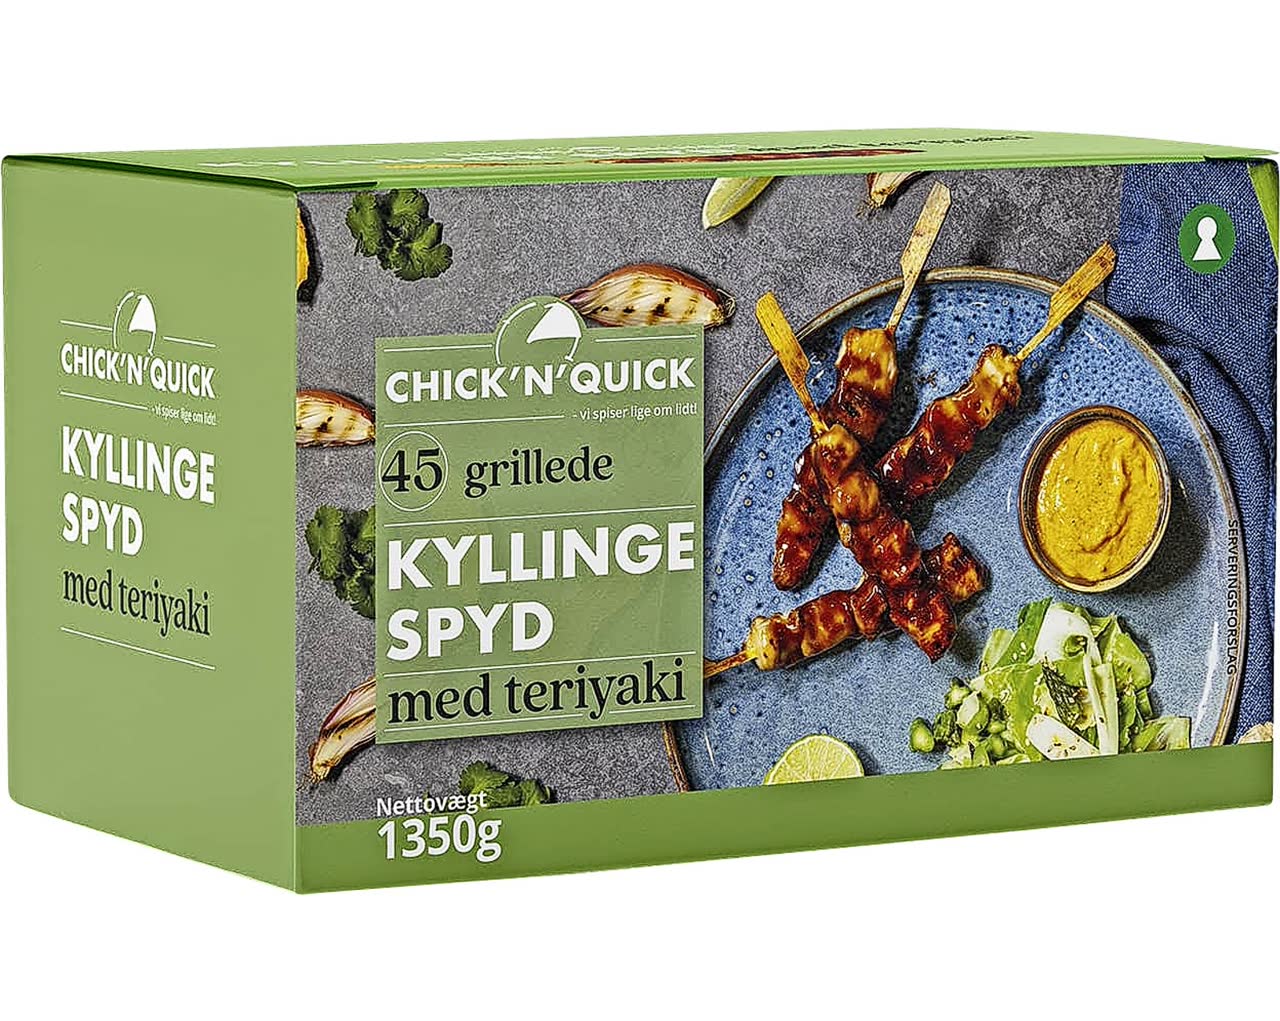 CHICK'N'QUICK
- vi spiser lige om lidt!
KYLLINGE
SPYD
med teriyaki
CHICK'N'QUICK
- vi spiser lige om lidt!
45 grillede
KYLLINGE
SPYD
med teriyaki
Nettovægt
1350g
SERVERINGSFORSLAG